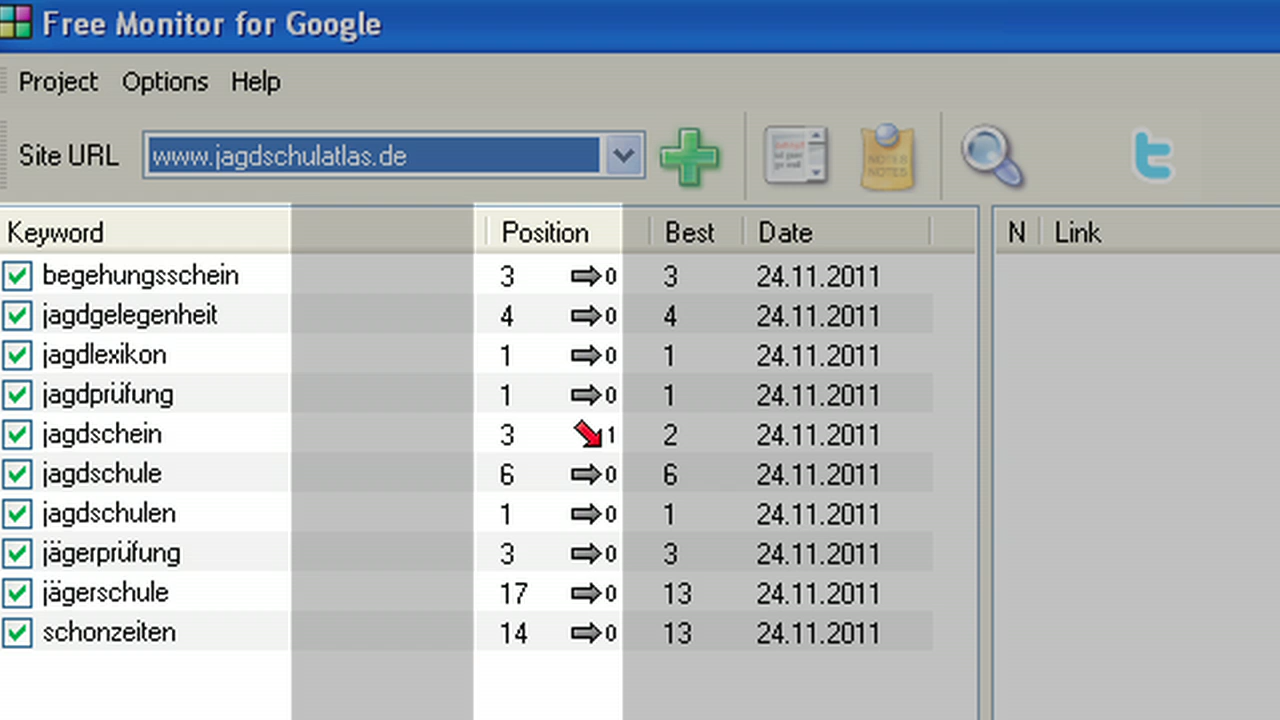 Free Monitor for Google
Project Options Help
Site URL www.jagdschulatlas.de
NOTES
NOTES
Keyword Position Best Date N Link
begehungsschein 3 0 3 24.11.2011
jagdgelegenheit 4 0 4 24.11.2011
jagdlexikon 1 0 1 24.11.2011
jagdprüfung 1 0 1 24.11.2011
jagdschein 3 1 2 24.11.2011
jagdschule 6 0 6 24.11.2011
jagdschulen 1 0 1 24.11.2011
jägerprüfung 3 0 3 24.11.2011
jägerschule 17 0 13 24.11.2011
schonzeiten 14 0 13 24.11.2011